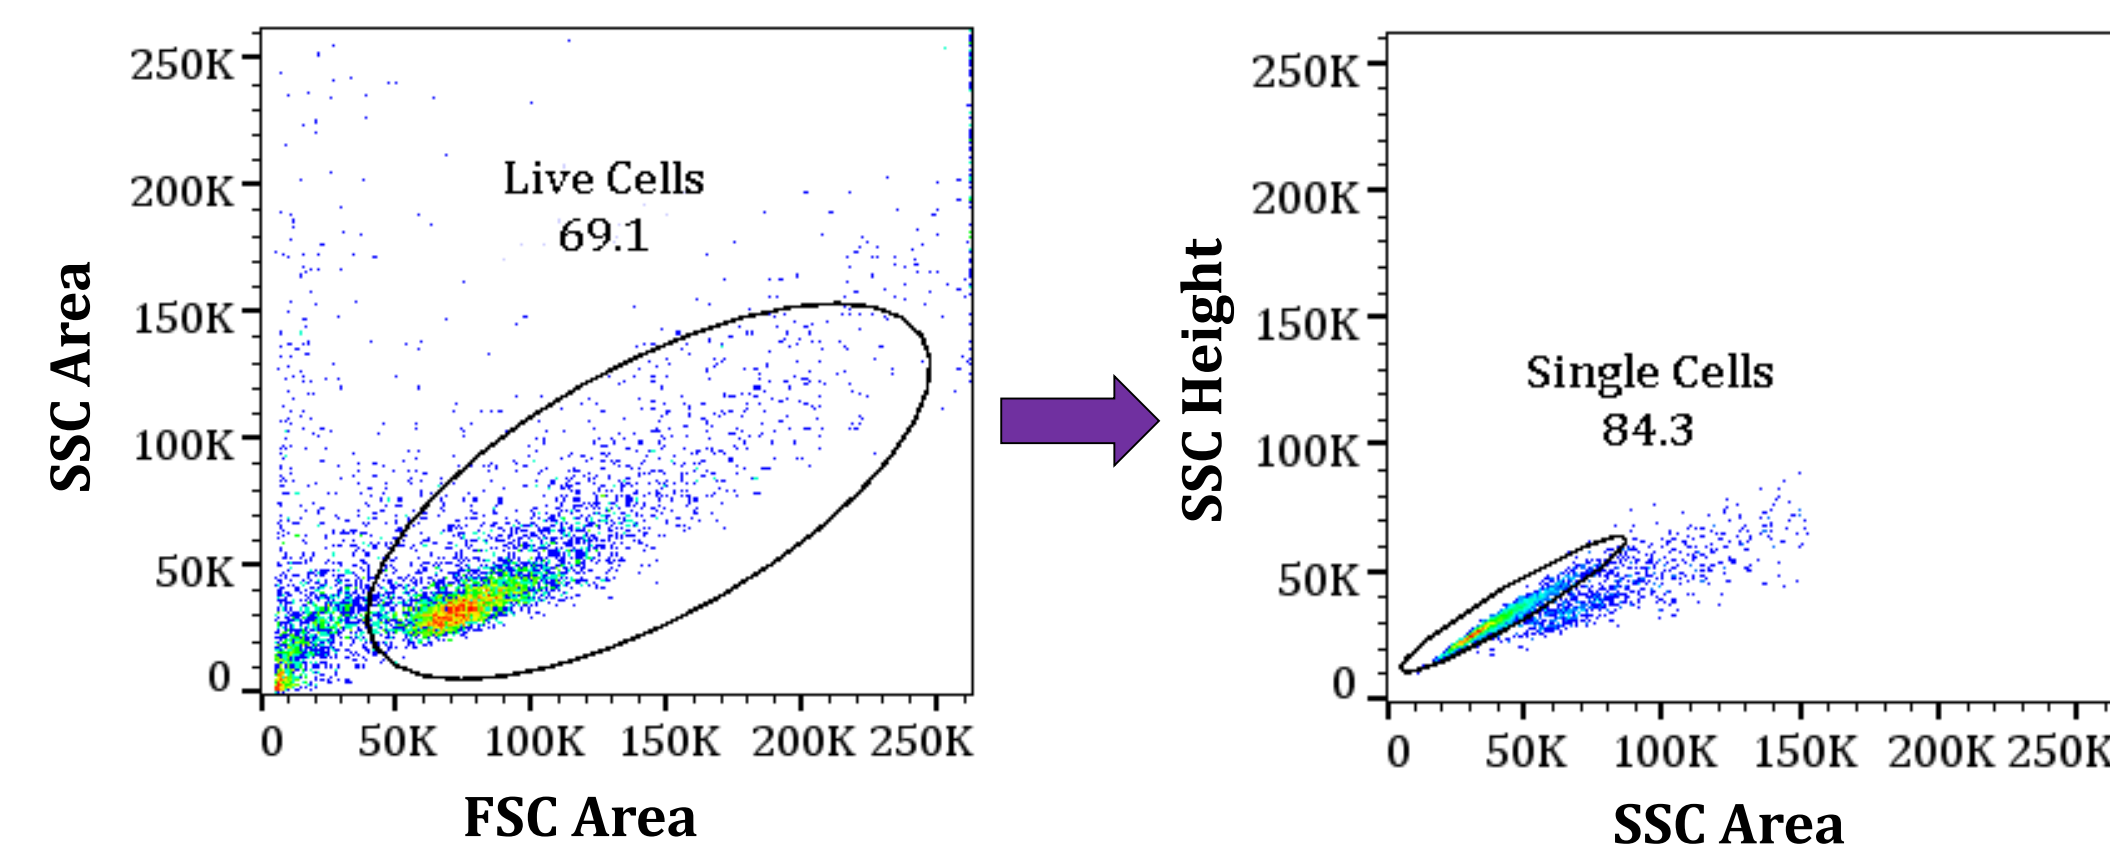 250K
200K
150K
100K
50K
0
SSC Area
Live Cells
69.1
0 50K 100K 150K 200K 250K
FSC Area
250K
200K
150K
100K
50K
0
SSC Height
Single Cells
84.3
0 50K 100K 150K 200K 250K
SSC Area